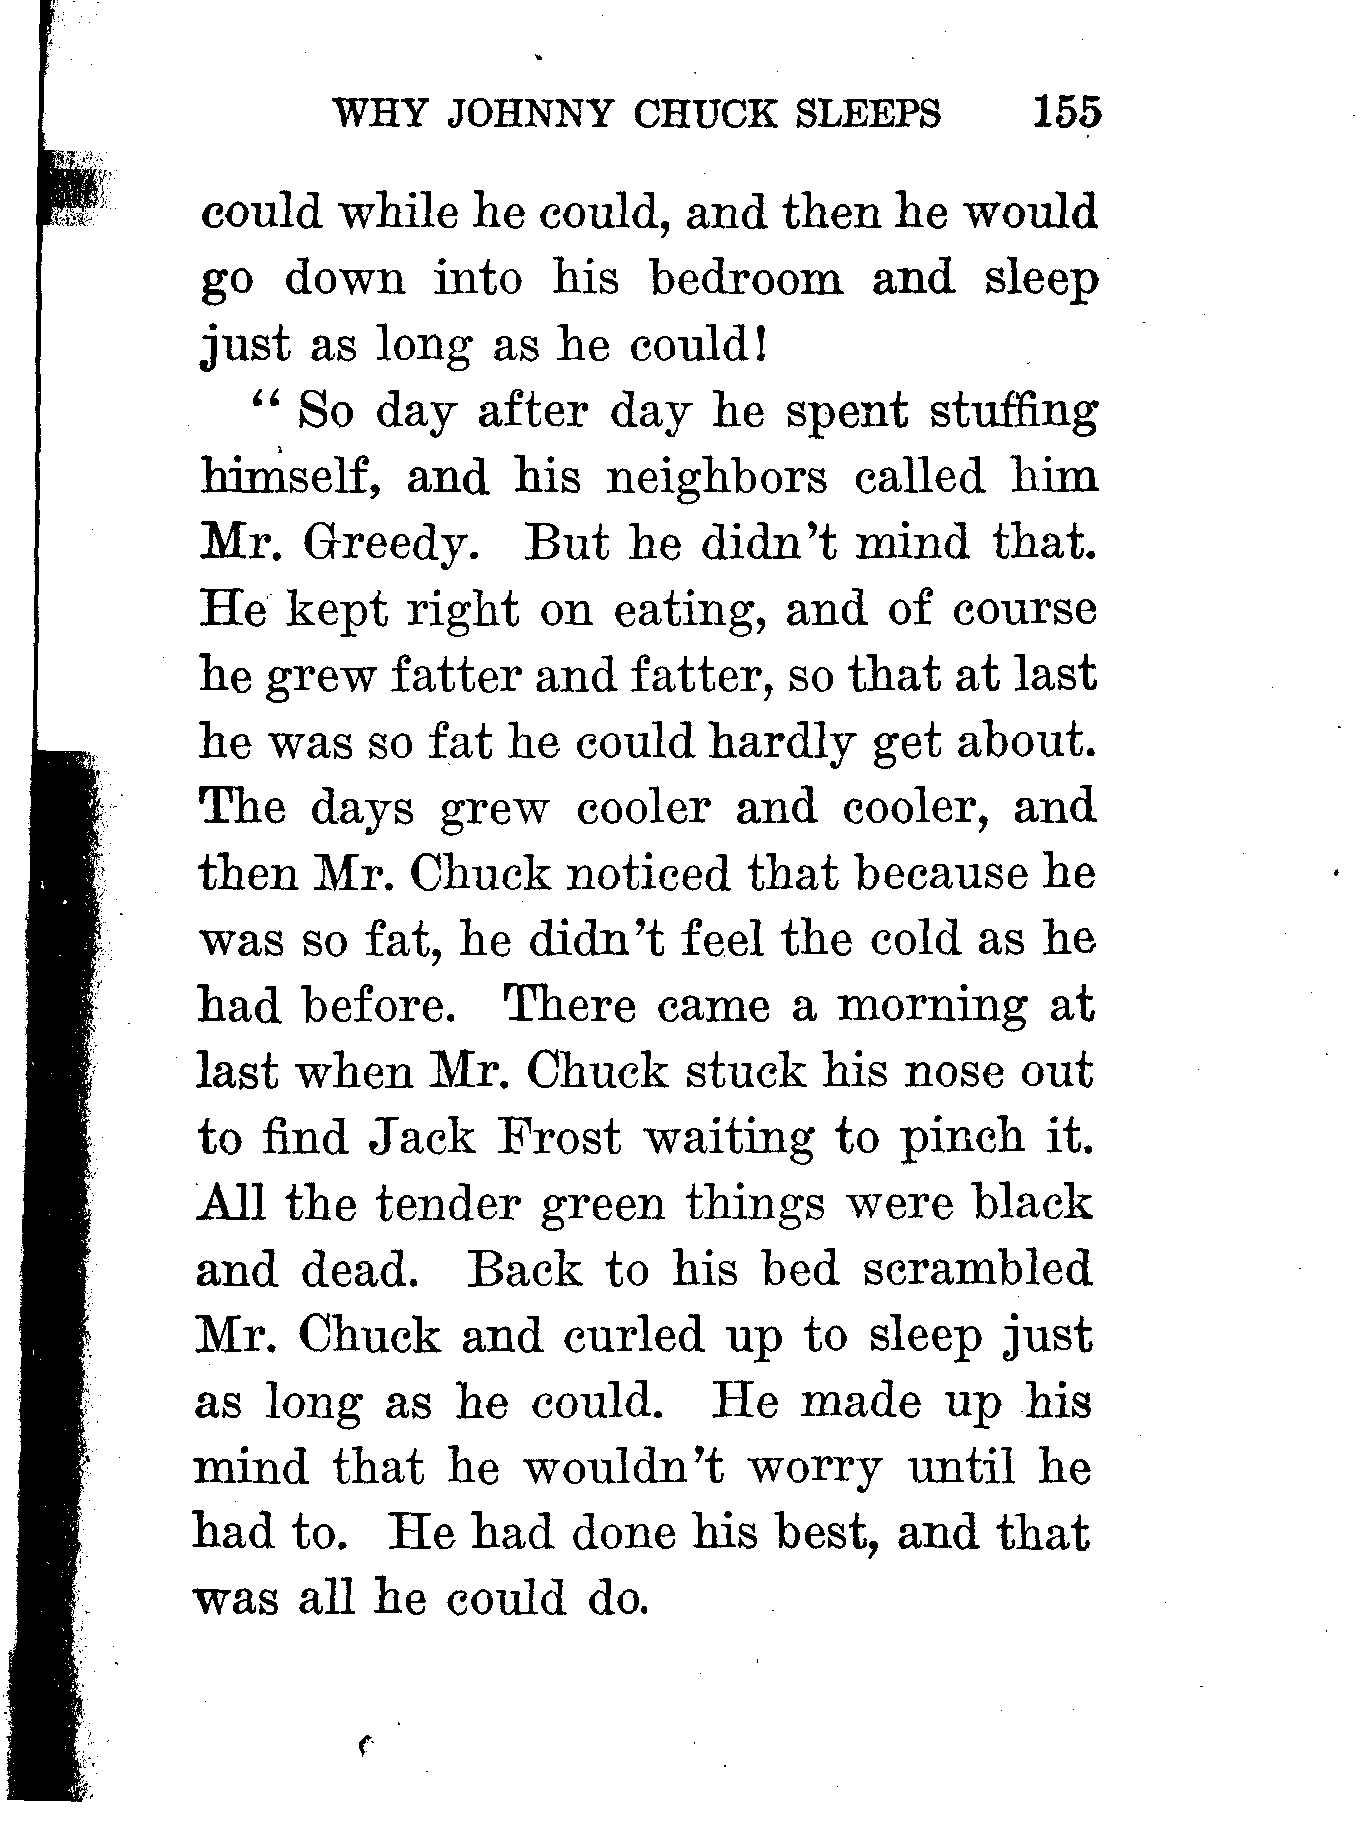 WHY JOHNNY CHUCK SLEEPS 155
could while he could, and then he would
go down into his bedroom and sleep
just as long as he could!
“ So day after day he spent stuffing
himself, and his neighbors called him
Mr. Greedy. But he didn’t mind that.
He kept right on eating, and of course
he grew fatter and fatter, so that at last
he was so fat he could hardly get about.
The days grew cooler and cooler, and
then Mr. Chuck noticed that because he
was so fat, he didn’t feel the cold as he
had before. There came a morning at
last when Mr. Chuck stuck his nose out
to find Jack Frost waiting to pinch it.
All the tender green things were black
and dead. Back to his bed scrambled
Mr. Chuck and curled up to sleep just
as long as he could. He made up his
mind that he wouldn’t worry until he
had to. He had done his best, and that
was all he could do.